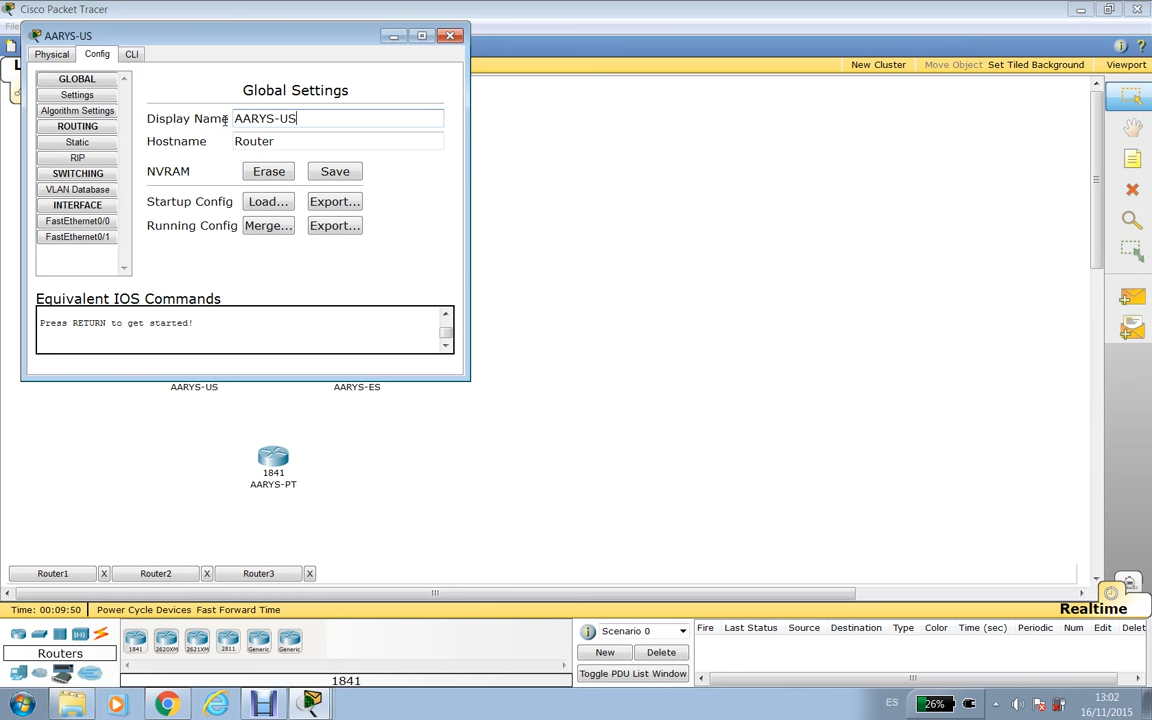 Cisco Packet Tracer
AARYS-US
Physical
Config
CLI
New Cluster
Move Object
Set Tiled Background
Viewport
GLOBAL
Settings
Algorithm Settings
ROUTING
Static
RIP
SWITCHING
VLAN Database
INTERFACE
FastEthernet0/0
FastEthernet0/1
Global Settings
Display Name AARYS-US
Hostname Router
NVRAM Erase Save
Startup Config Load... Export...
Running Config Merge... Export...
Equivalent IOS Commands
Press RETURN to get started!
AARYS-US
AARYS-ES
1841
AARYS-PT
Router1 X Router2 X Router3 X
Realtime
Time: 00:09:50 Power Cycle Devices Fast Forward Time
Routers
1841 2620XM 2621XM 2811 Generic Generic
1841
Scenario 0
New Delete
Toggle PDU List Window
Fire Last Status Source Destination Type Color Time (sec) Periodic Num Edit Delet
ES
26%
13:02
16/11/2015